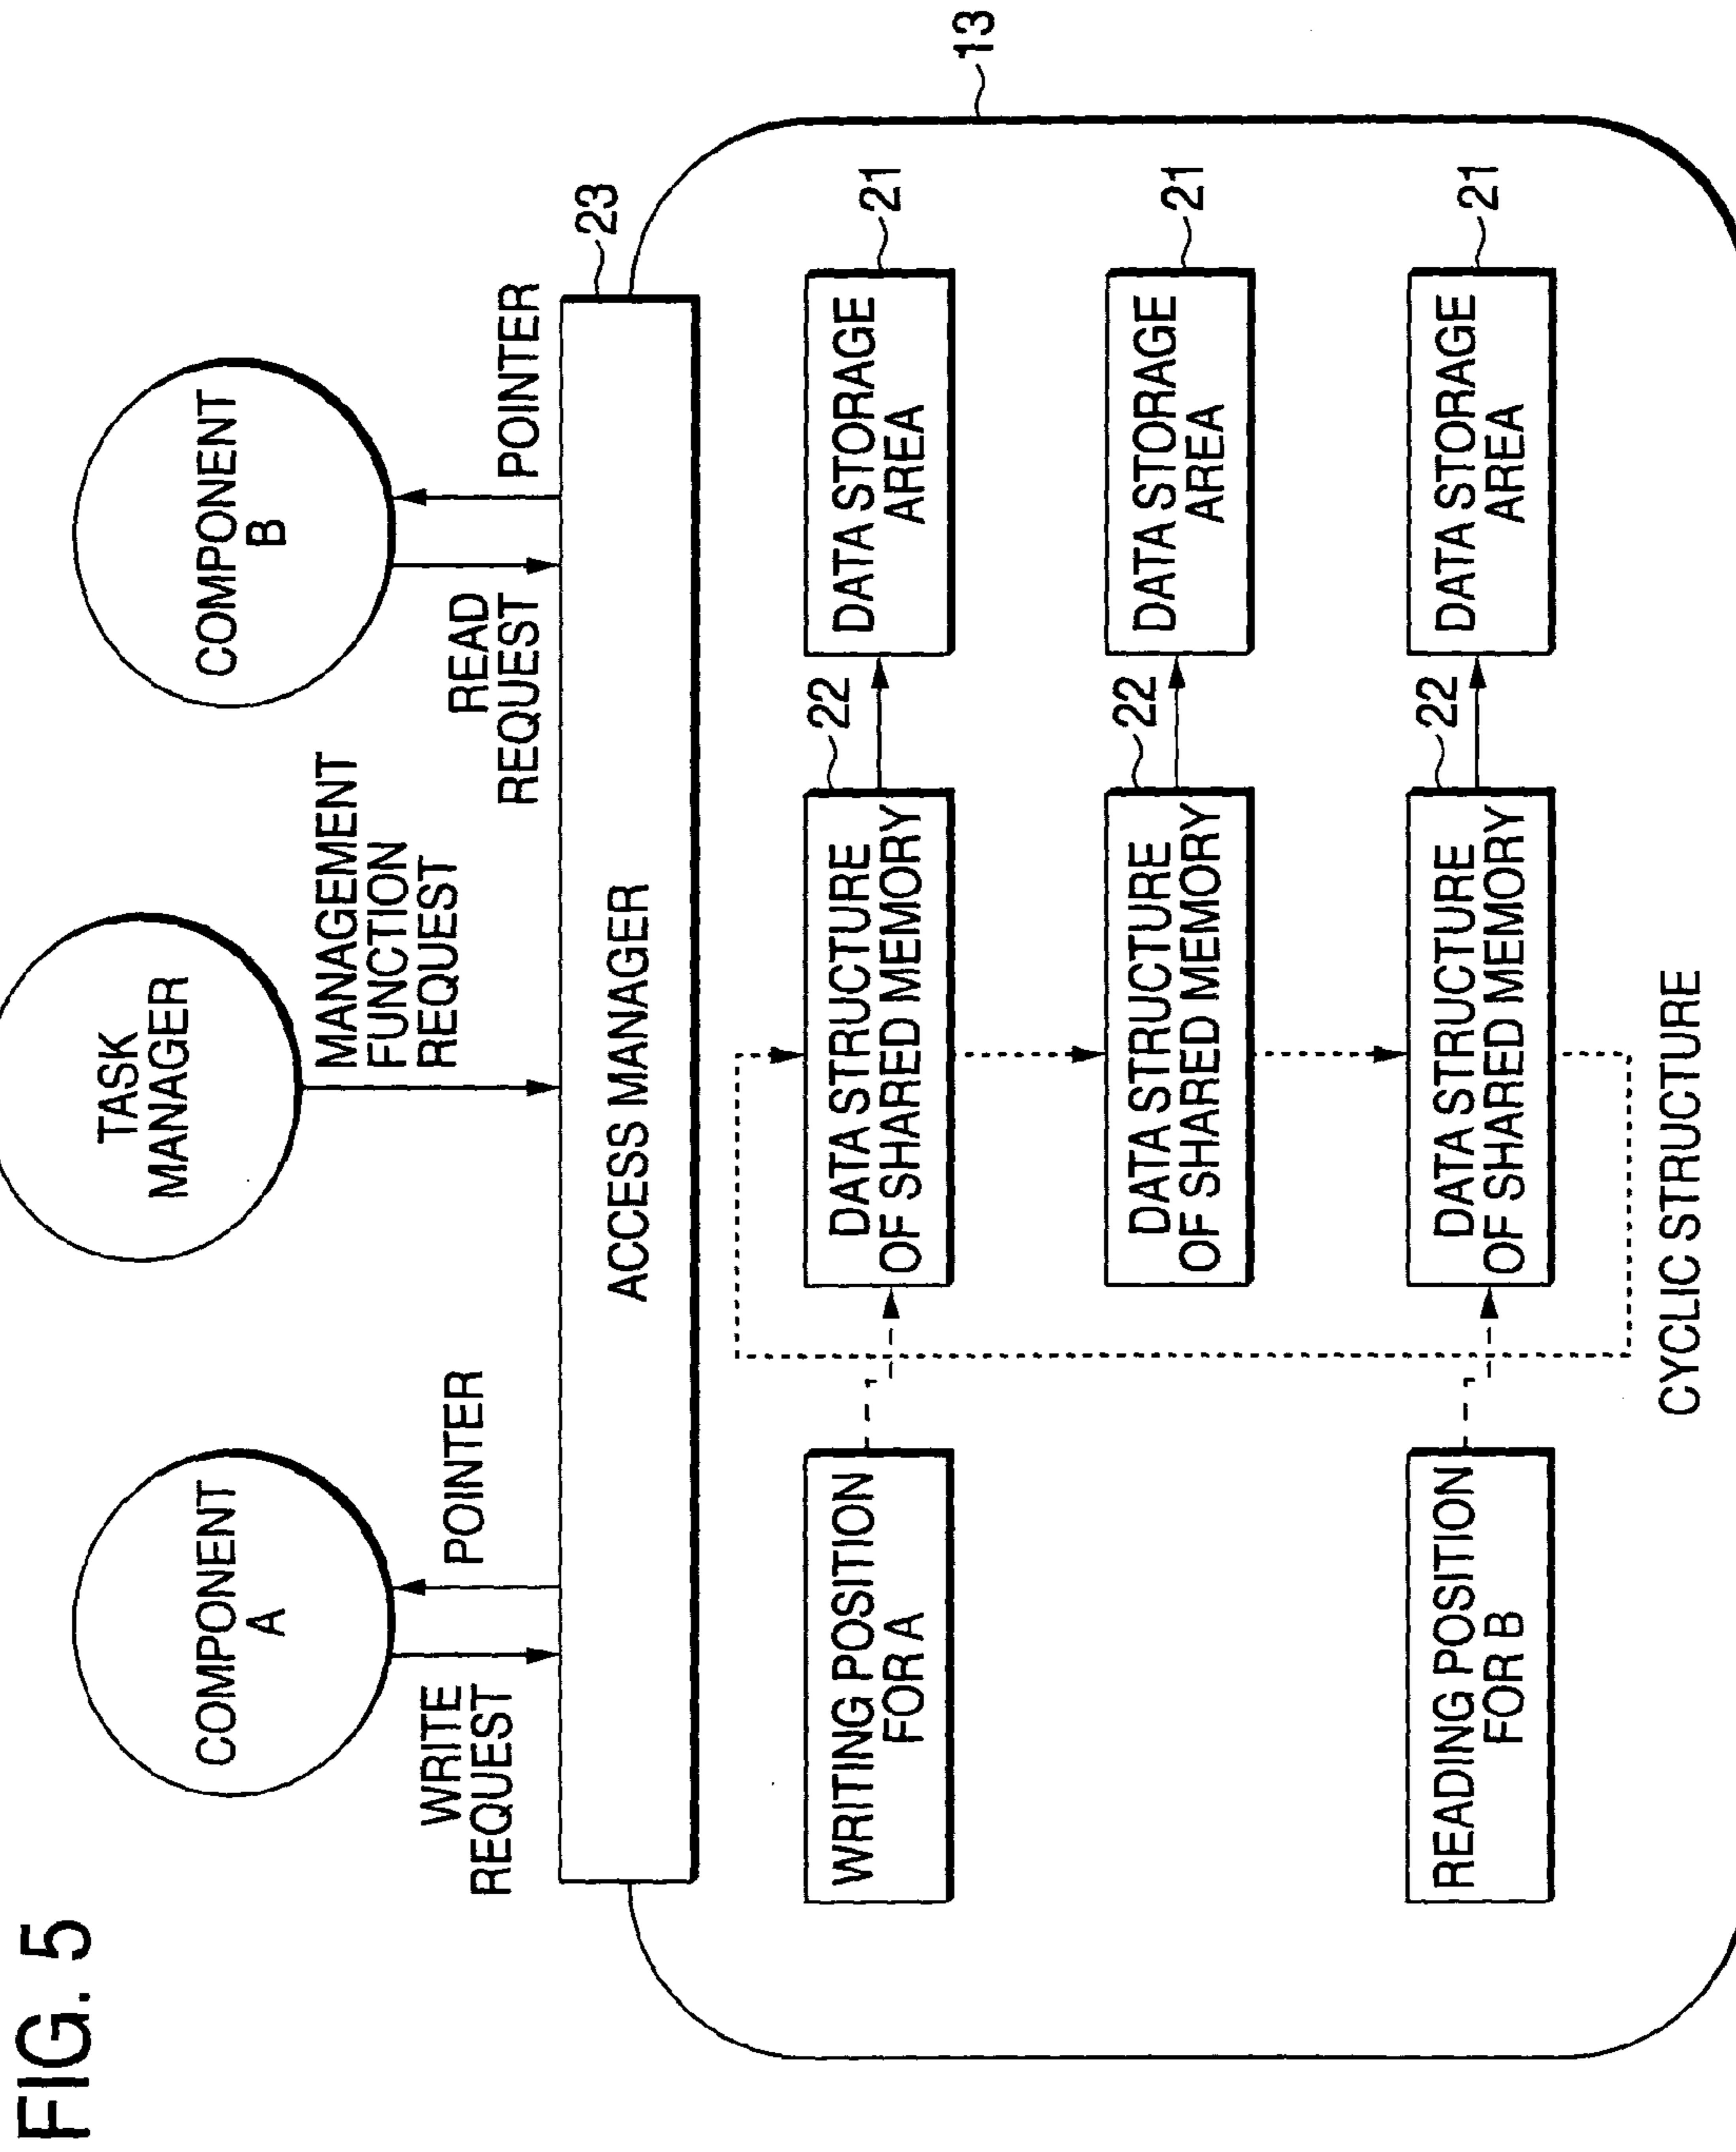 FIG. 5
TASK
MANAGER
COMPONENT
A
COMPONENT
B
WRITE
REQUEST
POINTER
MANAGEMENT
FUNCTION
REQUEST
READ
REQUEST
POINTER
23
ACCESS MANAGER
13
WRITING POSITION
FOR A
DATA STRUCTURE
OF SHARED MEMORY
22
DATA STORAGE
AREA
21
DATA STRUCTURE
OF SHARED MEMORY
22
DATA STORAGE
AREA
21
READING POSITION
FOR B
DATA STRUCTURE
OF SHARED MEMORY
22
DATA STORAGE
AREA
21
CYCLIC STRUCTURE